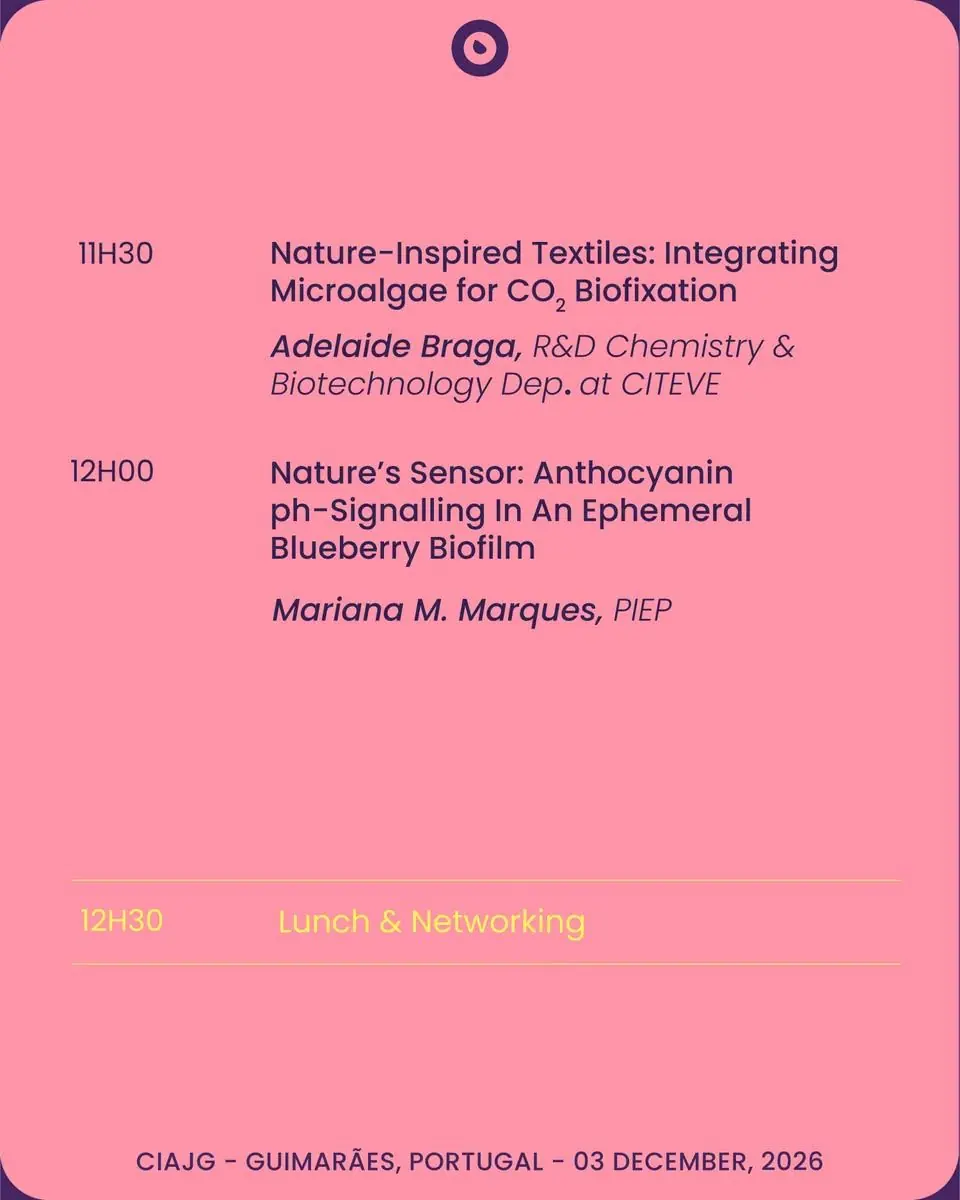 11H30
Nature-Inspired Textiles: Integrating
Microalgae for CO₂ Biofixation
Adelaide Braga, R&D Chemistry &
Biotechnology Dep. at CITEVE
12H00
Nature’s Sensor: Anthocyanin
ph-Signalling In An Ephemeral
Blueberry Biofilm
Mariana M. Marques, PIEP
12H30
Lunch & Networking
CIAJG - GUIMARÃES, PORTUGAL - 03 DECEMBER, 2026